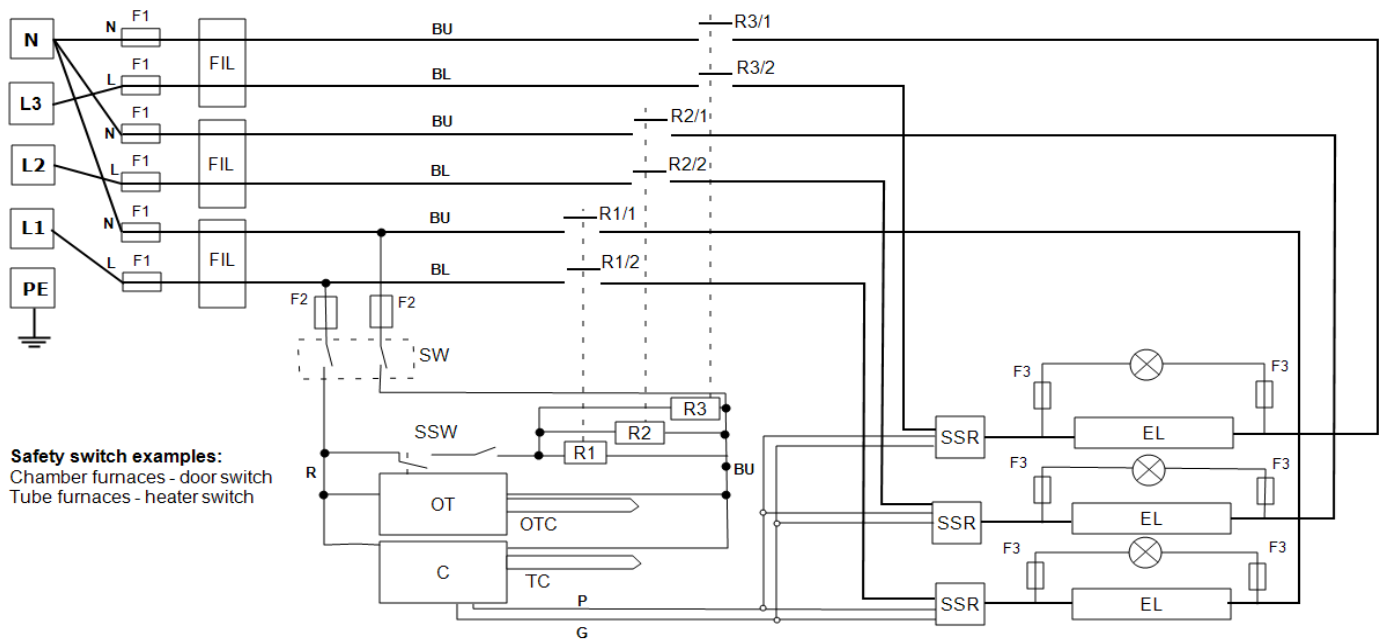 F1
R3/1
N
N
BU
F1
FIL
R3/2
L
BL
L3
F1
R2/1
BU
N
F1
L2
FIL
R2/2
L
BL
F1
R1/1
N
BU
L1
F1
FIL
R1/2
L
BL
PE
F2
F2
SW
F3
F3
R3
SSW
R2
SSR
EL
Safety switch examples:
R1
Chamber furnaces - door switch
R
BU
F3
F3
Tube furnaces - heater switch
OT
OTC
SSR
EL
F3
F3
C
TC
P
SSR
EL
G